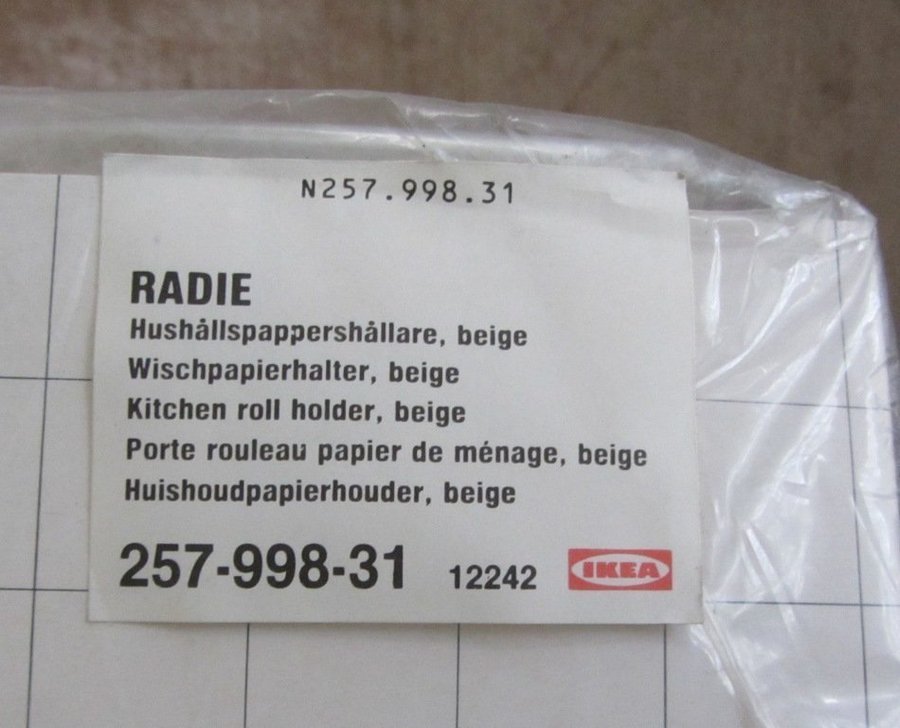 N257.998.31
RADIE
Hushållspappershållare, beige
Wischpapierhalter, beige
Kitchen roll holder, beige
Porte rouleau papier de ménage, beige
Huishoudpapierhouder, beige
257-998-31 12242 IKEA